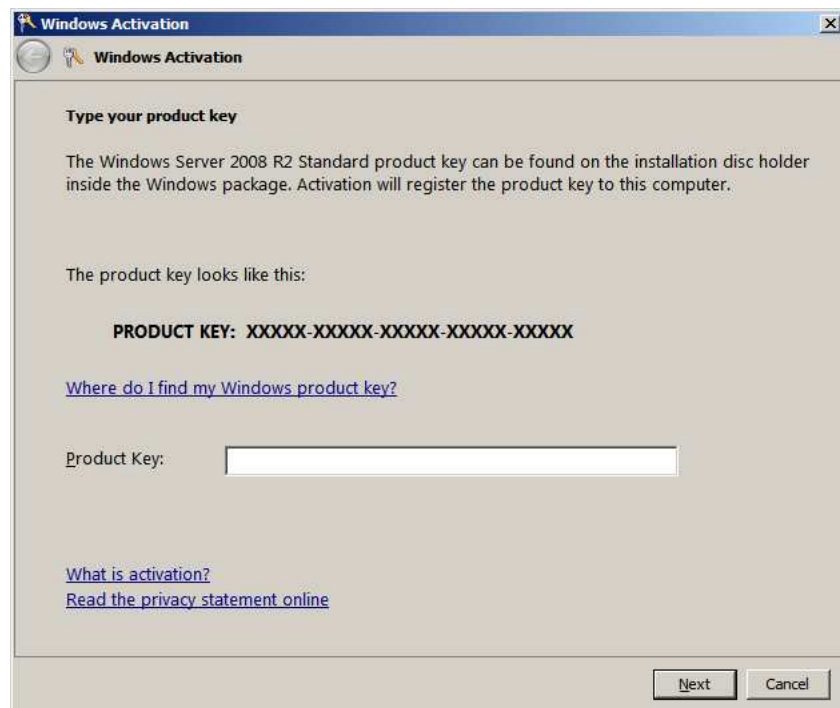 Windows Activation
Windows Activation
Type your product key
The Windows Server 2008 R2 Standard product key can be found on the installation disc holder
inside the Windows package. Activation will register the product key to this computer.
The product key looks like this:
PRODUCT KEY: XXXXX-XXXXX-XXXXX-XXXXX-XXXXX
Where do I find my Windows product key?
Product Key:
What is activation?
Read the privacy statement online
Next Cancel